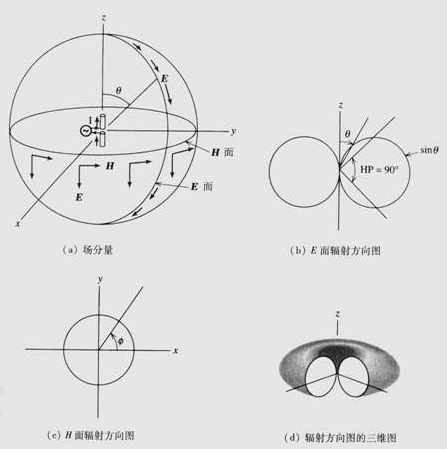 z
θ
E
I
y
H 面
H
E 面
E
x
(a) 场分量
z
θ
sinθ
HP = 90°
(b) E 面辐射方向图
y
ϕ
x
(c) H 面辐射方向图
z
(d) 辐射方向图的三维图